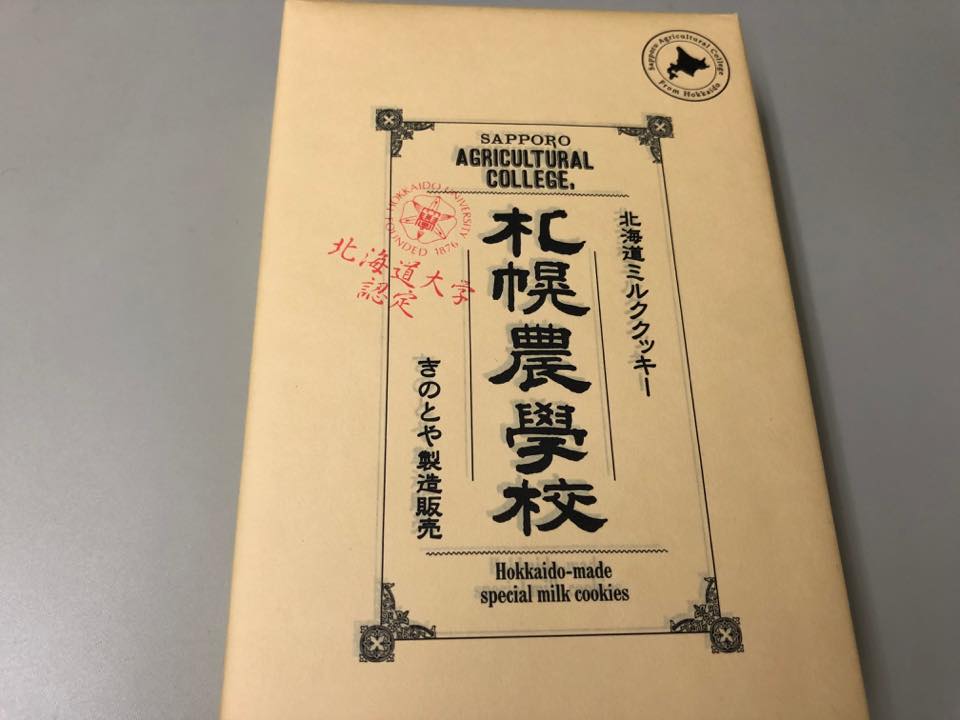 Sapporo Agricultural College
From Hokkaido
SAPPORO
AGRICULTURAL
COLLEGE.
HOKKAIDO UNIVERSITY
FOUNDED 1876
北海道大学
認定
北海道ミルククッキー
札幌農學校
きのとや製造販売
Hokkaido-made
special milk cookies